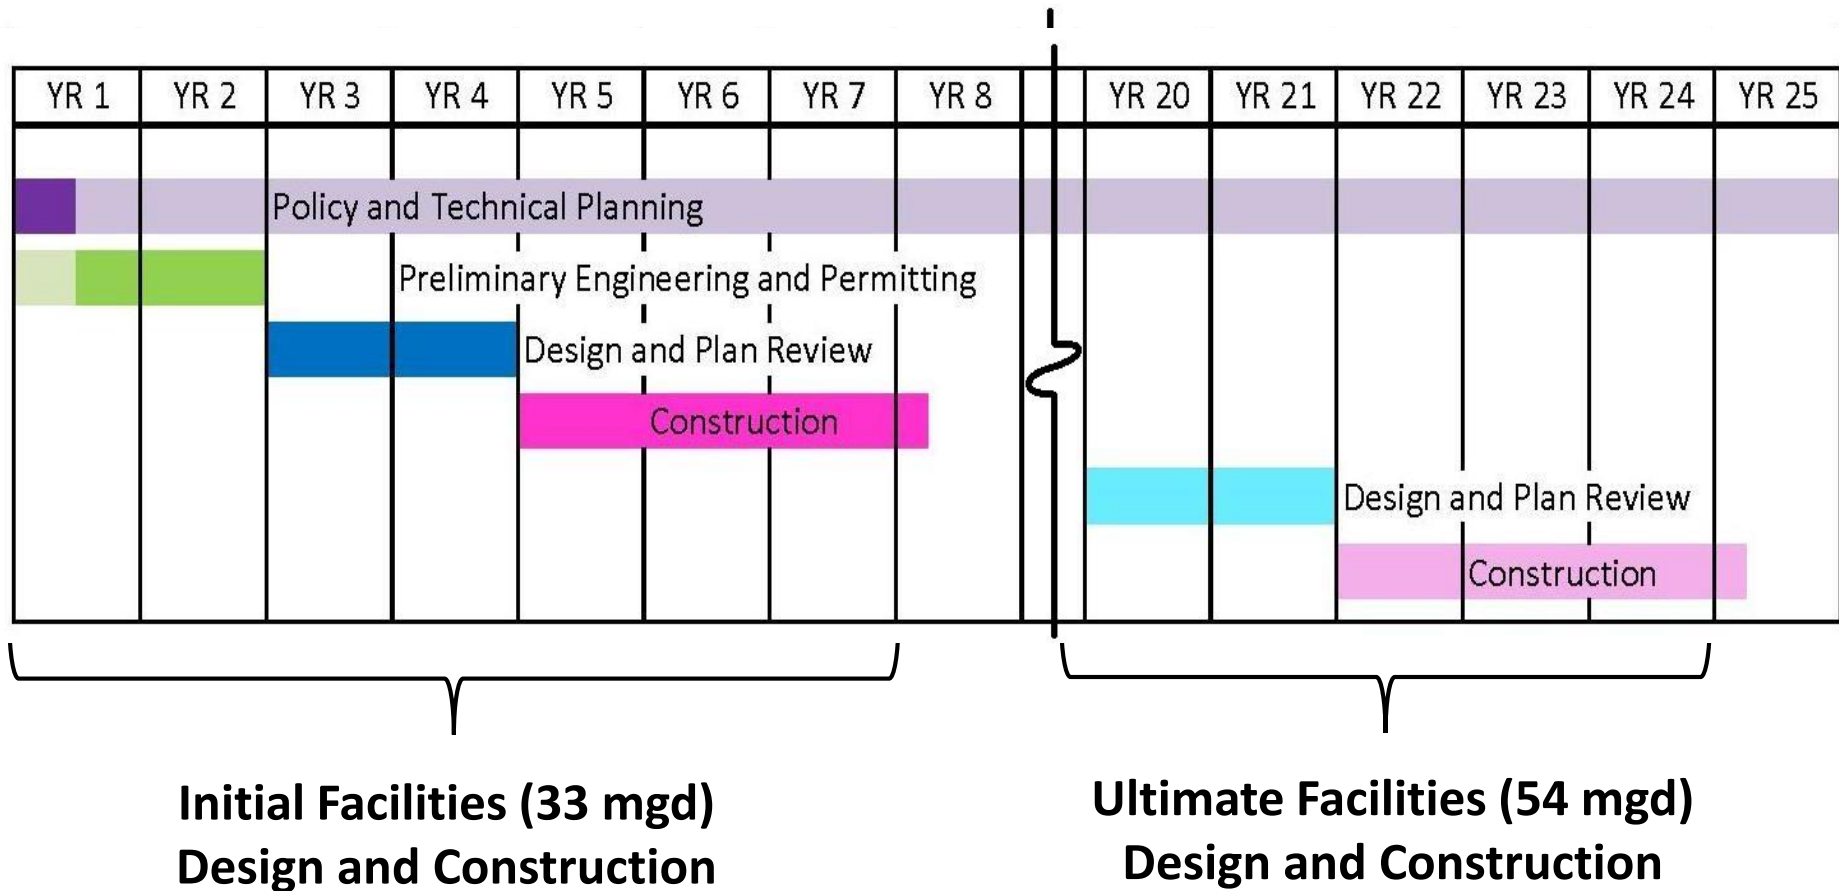 YR 1 YR 2 YR 3 YR 4 YR 5 YR 6 YR 7 YR 8 YR 20 YR 21 YR 22 YR 23 YR 24 YR 25
Policy and Technical Planning
Preliminary Engineering and Permitting
Design and Plan Review
Construction
Design and Plan Review
Construction
Initial Facilities (33 mgd)
Design and Construction
Ultimate Facilities (54 mgd)
Design and Construction